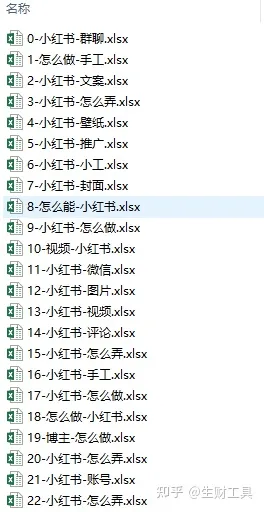 名称
0-小红书-群聊.xlsx
1-怎么做-手工.xlsx
2-小红书-文案.xlsx
3-小红书-怎么弄.xlsx
4-小红书-壁纸.xlsx
5-小红书-推广.xlsx
6-小红书-小工.xlsx
7-小红书-封面.xlsx
8-怎么能-小红书.xlsx
9-小红书-怎么做.xlsx
10-视频-小红书.xlsx
11-小红书-微信.xlsx
12-小红书-图片.xlsx
13-小红书-视频.xlsx
14-小红书-评论.xlsx
15-小红书-怎么弄.xlsx
16-小红书-手工.xlsx
17-小红书-怎么做.xlsx
18-怎么做-小红书.xlsx
19-博主-怎么做.xlsx
20-小红书-怎么弄.xlsx
21-小红书-账号.xlsx
22-小红书-怎么弄.xlsx
知乎 @生财工具